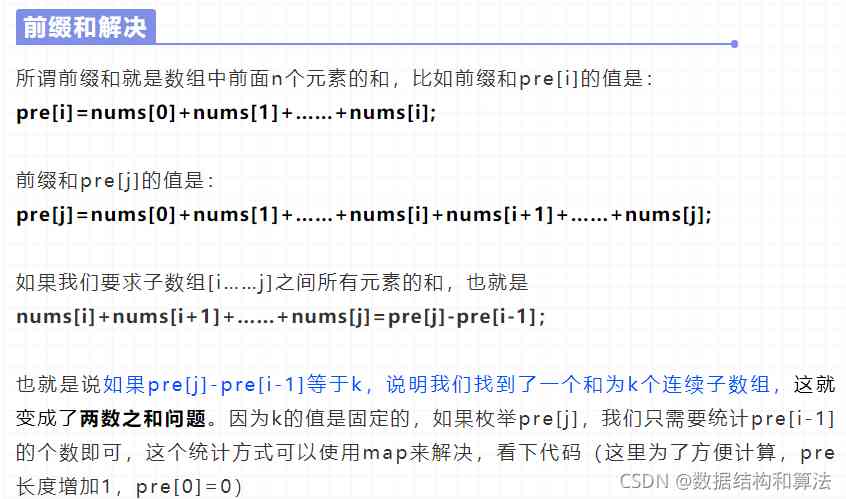 前缀和解决
所谓前缀和就是数组中前面n个元素的和，比如前缀和pre[i]的值是：
pre[i]=nums[0]+nums[1]+……+nums[i];
前缀和pre[j]的值是：
pre[j]=nums[0]+nums[1]+……+nums[i]+nums[i+1]+……+nums[j];
如果我们要求子数组[i……j]之间所有元素的和，也就是
nums[i]+nums[i+1]+……+nums[j]=pre[j]-pre[i-1];
也就是说如果pre[j]-pre[i-1]等于k，说明我们找到了一个和为k个连续子数组，这就
变成了两数之和问题。因为k的值是固定的，如果枚举pre[j]，我们只需要统计pre[i-1]
的个数即可，这个统计方式可以使用map来解决，看下代码（这里为了方便计算，pre
长度增加1，pre[0]=0）
CSDN @数据结构和算法